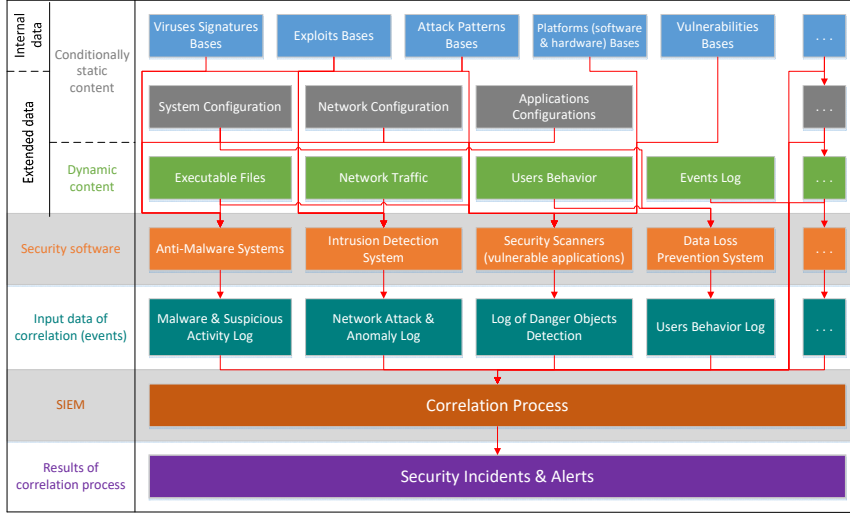 Internal
data
Conditionally
static
content
Viruses Signatures
Bases
Exploits Bases
Attack Patterns
Bases
Platforms (software
& hardware) Bases
Vulnerabilities
Bases
. . .
Extended data
System Configuration
Network Configuration
Applications
Configurations
. . .
Dynamic
content
Executable Files
Network Traffic
Users Behavior
Events Log
. . .
Security software
Anti-Malware Systems
Intrusion Detection
System
Security Scanners
(vulnerable applications)
Data Loss
Prevention System
. . .
Input data of
correlation (events)
Malware & Suspicious
Activity Log
Network Attack &
Anomaly Log
Log of Danger Objects
Detection
Users Behavior Log
. . .
SIEM
Correlation Process
Results of
correlation process
Security Incidents & Alerts